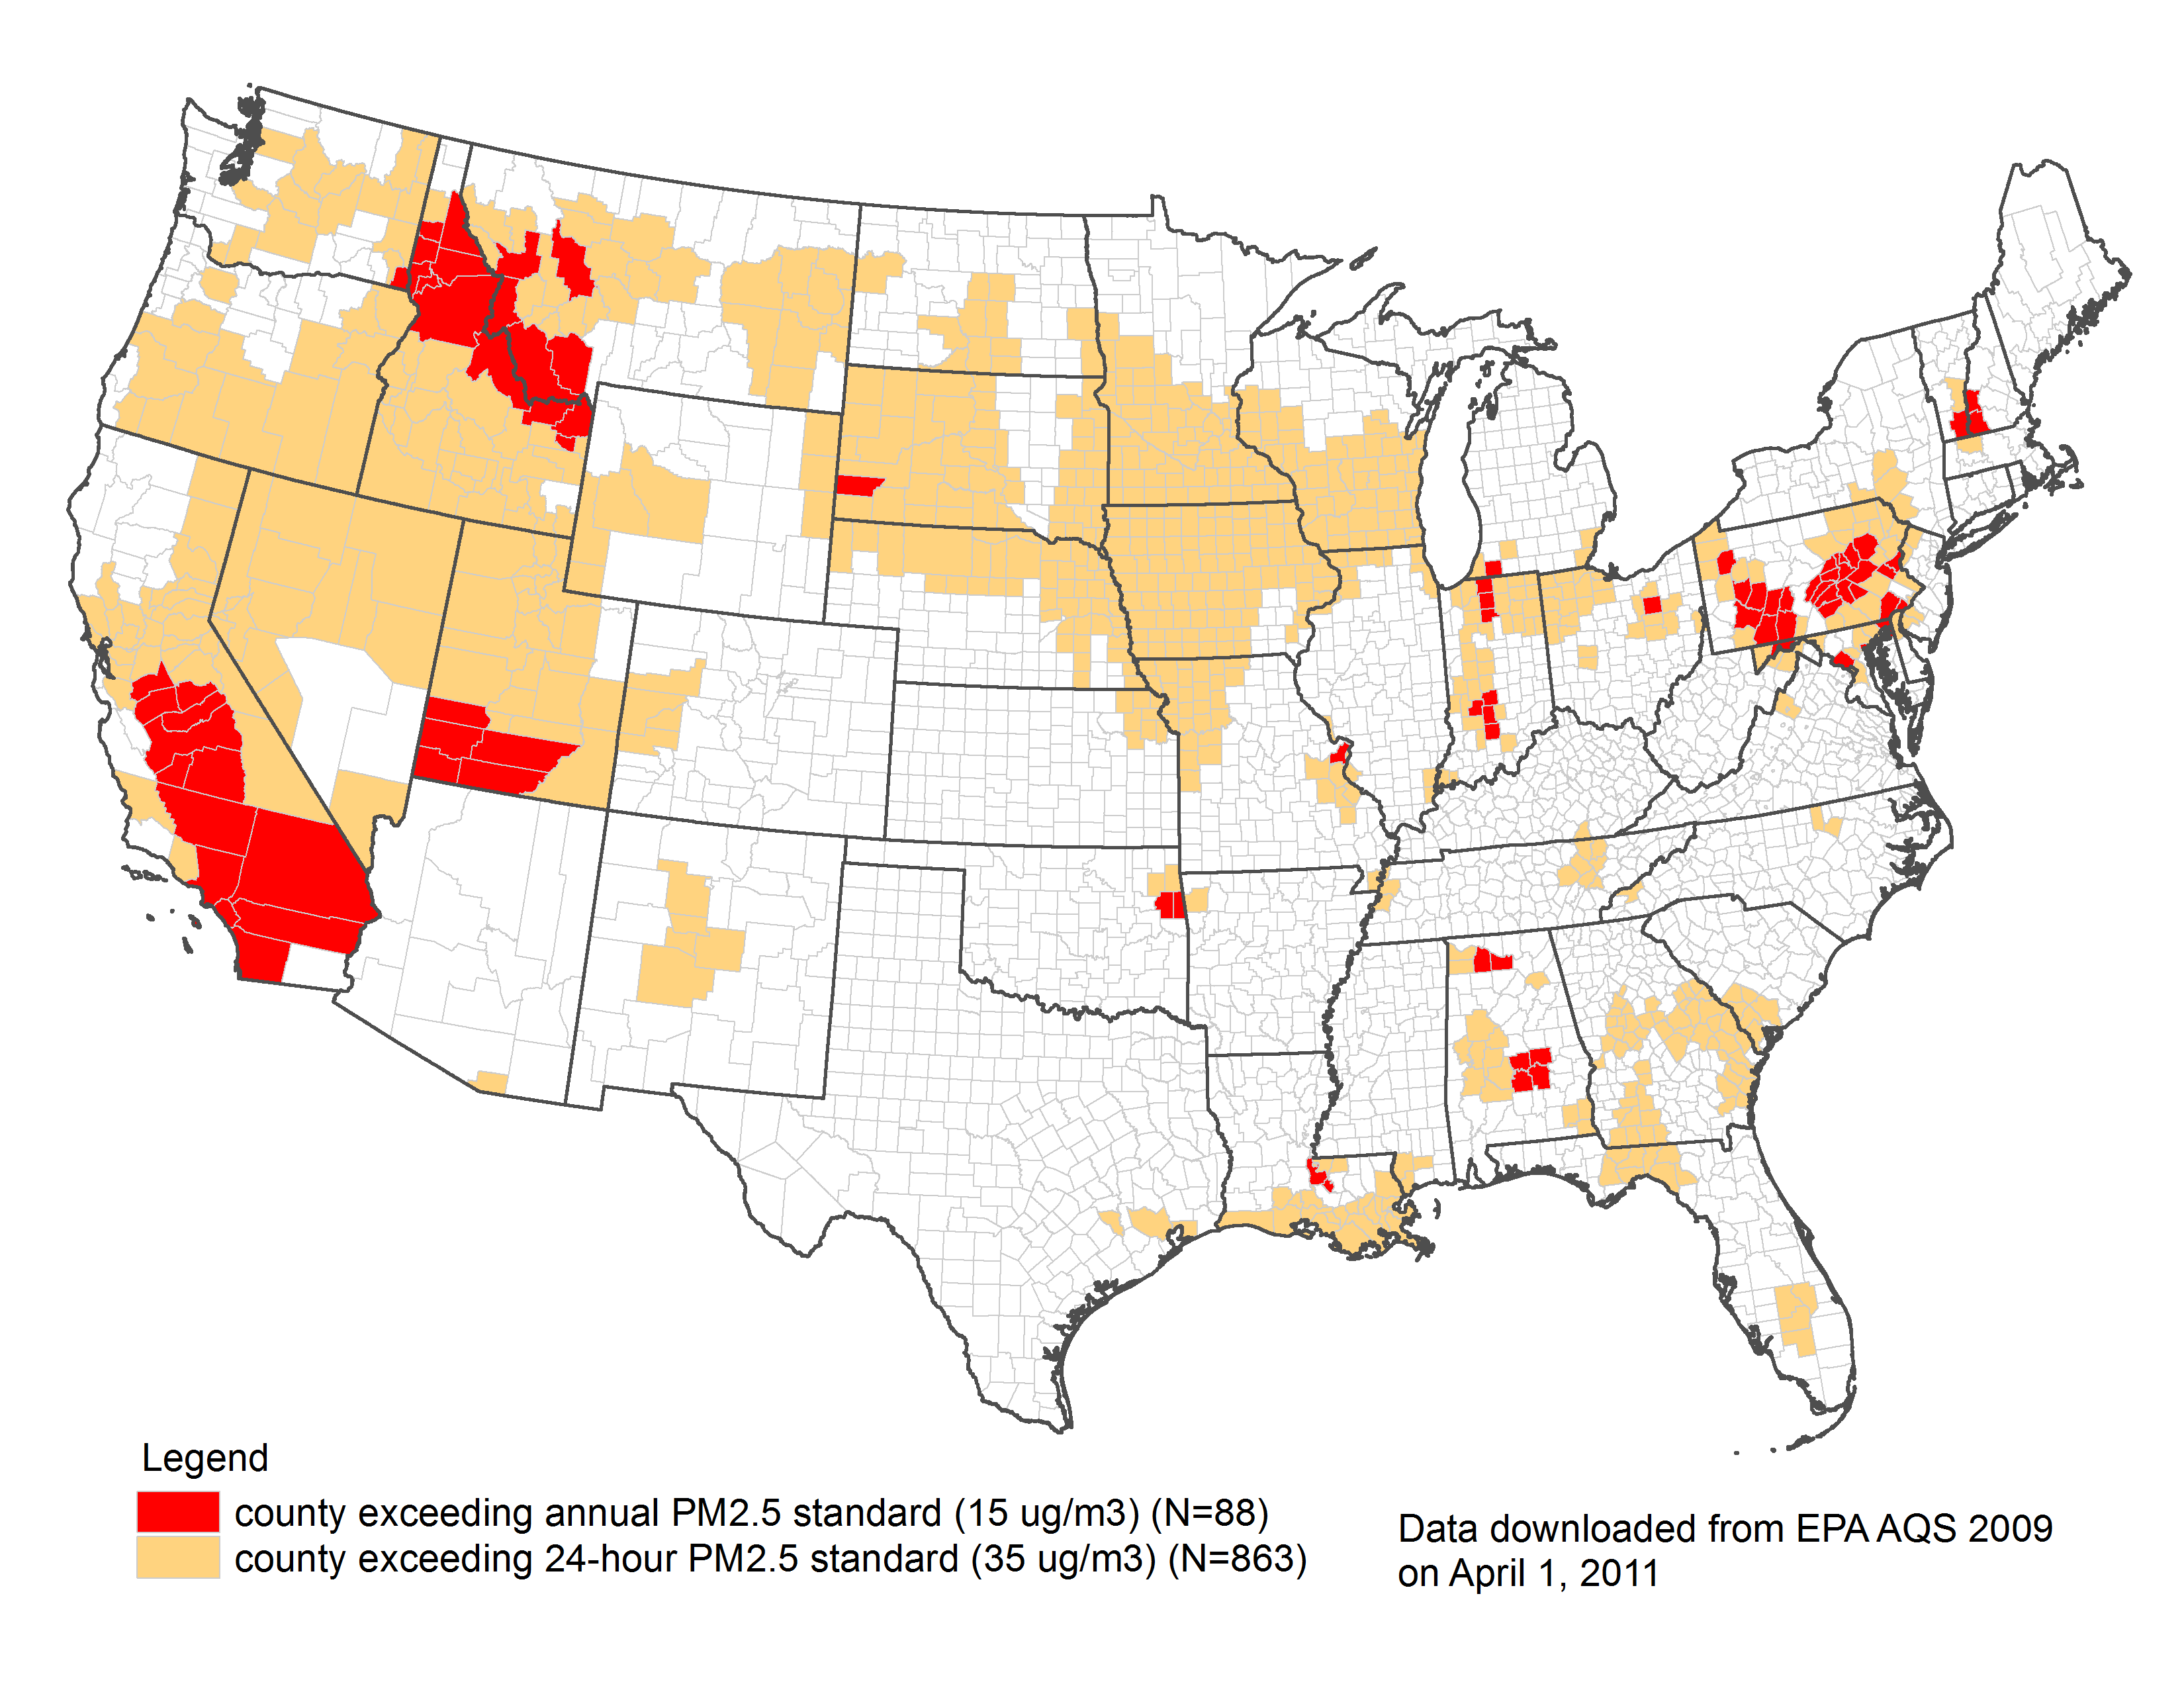 Legend
county exceeding annual PM2.5 standard (15 ug/m3) (N=88)
county exceeding 24-hour PM2.5 standard (35 ug/m3) (N=863)
Data downloaded from EPA AQS 2009
on April 1, 2011